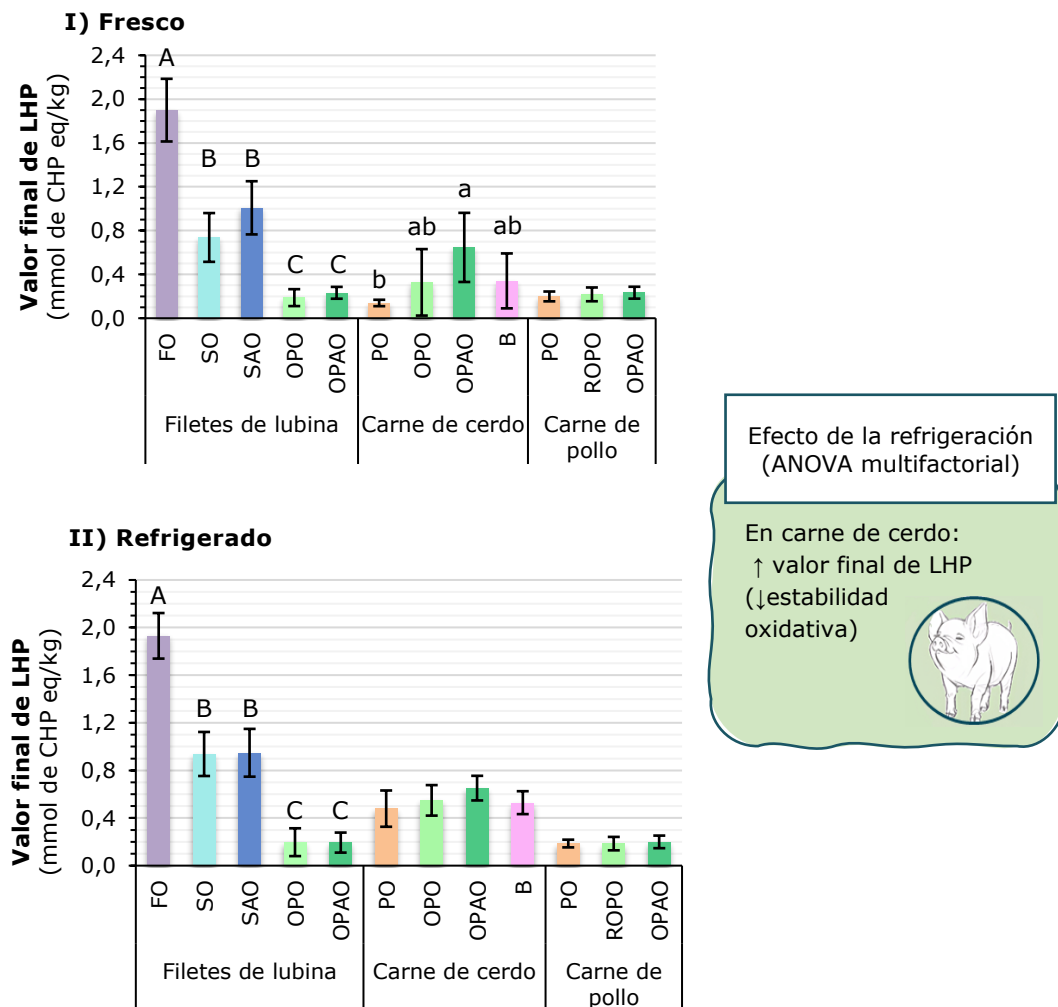 I) Fresco
Valor final de LHP
(mmol de CHP eq/kg)
2,4
2,0
1,6
1,2
0,8
0,4
0,0
A
B
B
C
C
b
ab
a
ab
FO
SO
SAO
OPO
OPAO
PO
OPO
OPAO
B
PO
ROPO
OPAO
Filetes de lubina
Carne de cerdo
Carne de
pollo
Efecto de la refrigeración
(ANOVA multifactorial)
En carne de cerdo:
↑ valor final de LHP
(↓estabilidad
oxidativa)
II) Refrigerado
Valor final de LHP
(mmol de CHP eq/kg)
2,4
2,0
1,6
1,2
0,8
0,4
0,0
A
B
B
C
C
FO
SO
SAO
OPO
OPAO
PO
OPO
OPAO
B
PO
ROPO
OPAO
Filetes de lubina
Carne de cerdo
Carne de
pollo